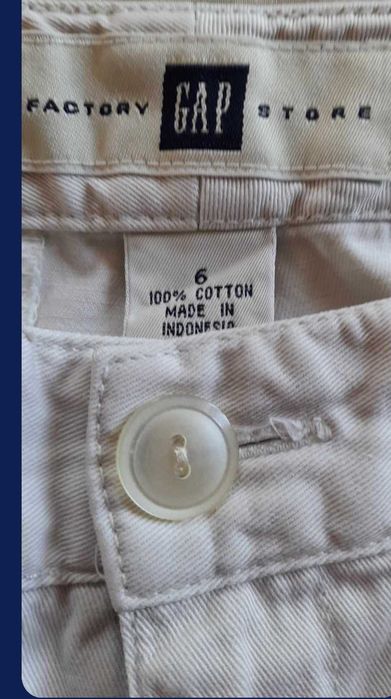 FACTORY GAP STORE
6
100% COTTON
MADE IN
INDONESIA